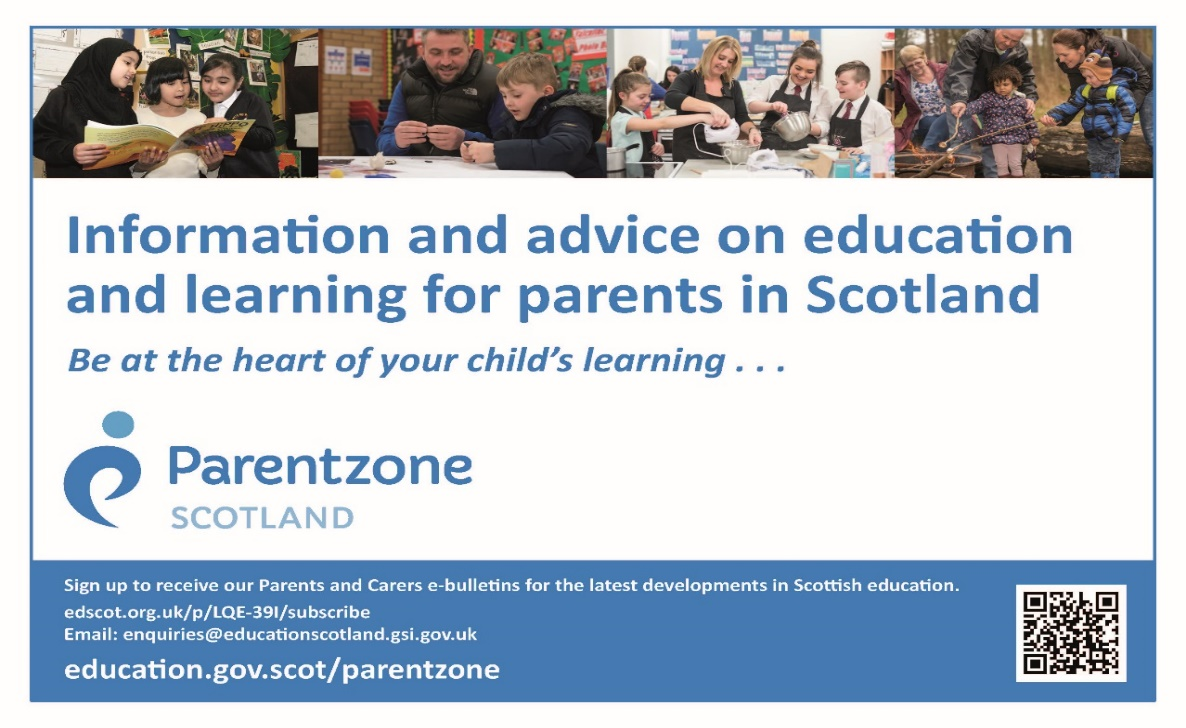 Information and advice on education
and learning for parents in Scotland
Be at the heart of your child's learning . . .
Parentzone
SCOTLAND
Sign up to receive our Parents and Carers e-bulletins for the latest developments in Scottish education.
edscot.org.uk/p/LQE-39I/subscribe
Email: enquiries@educationscotland.gsi.gov.uk
education.gov.scot/parentzone